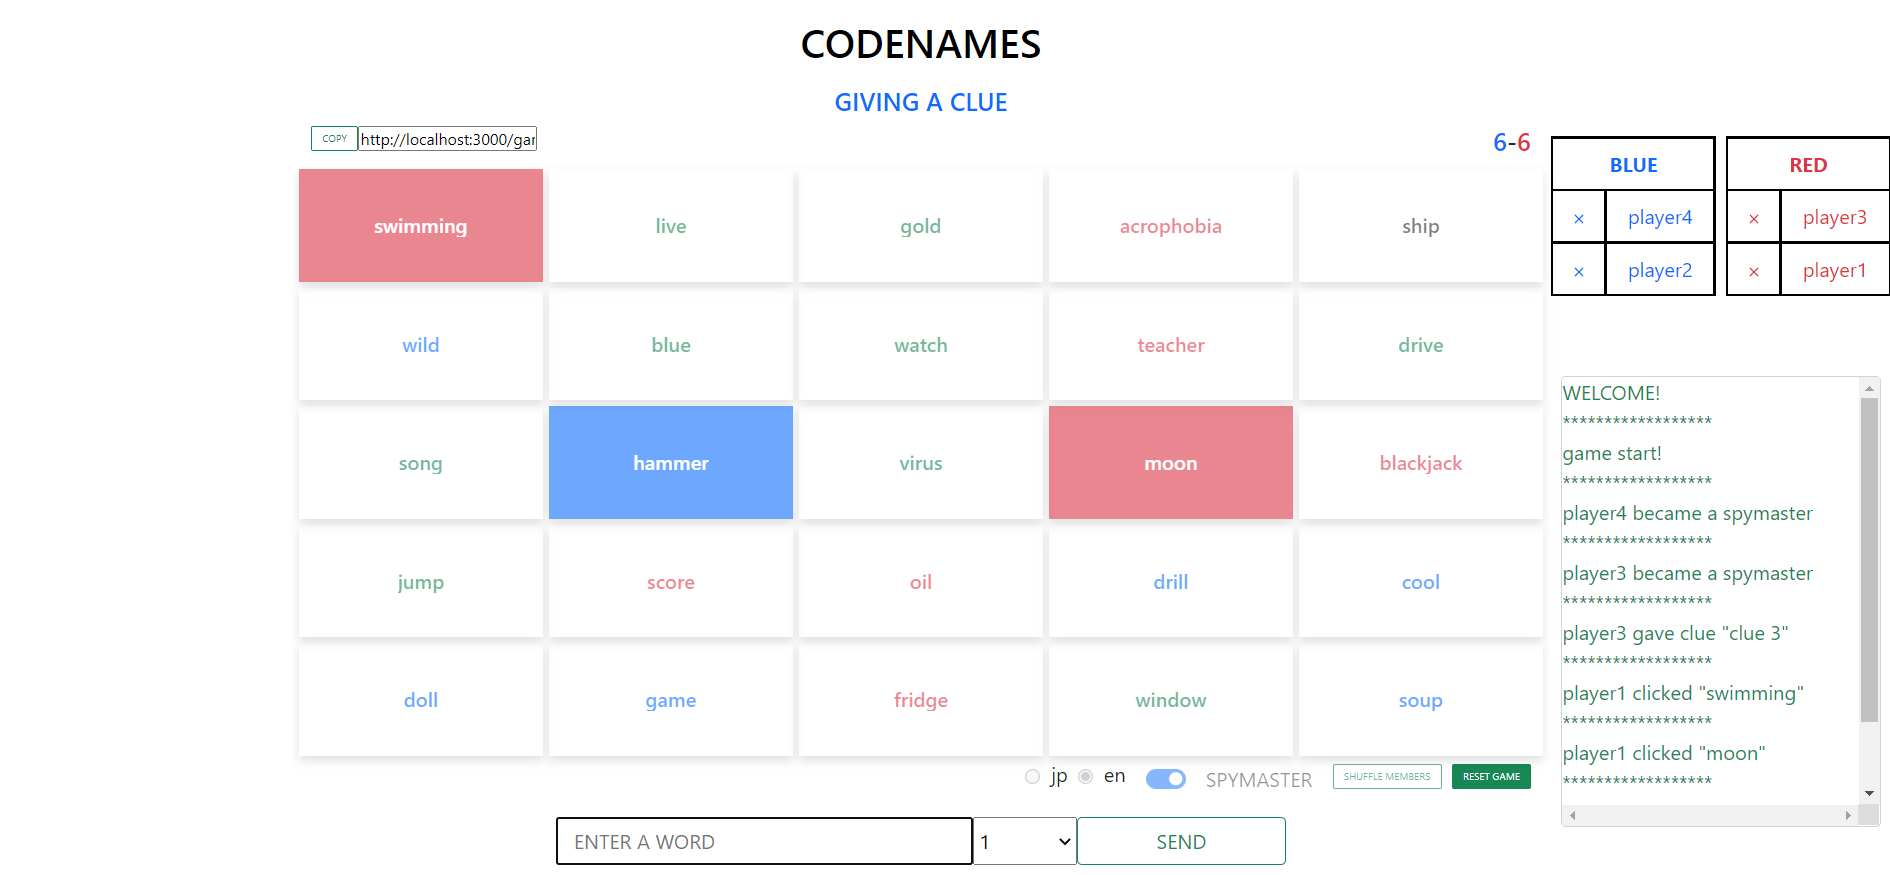 CODENAMES
GIVING A CLUE
COPY http://localhost:3000/gar
6-6
swimming live gold acrophobia ship
wild blue watch teacher drive
song hammer virus moon blackjack
jump score oil drill cool
doll game fridge window soup
jp en SPYMASTER SHUFFLE MEMBERS RESET GAME
ENTER A WORD 1 SEND
BLUE RED
× player4 × player3
× player2 × player1
WELCOME!
******************
game start!
******************
player4 became a spymaster
******************
player3 became a spymaster
******************
player3 gave clue "clue 3"
******************
player1 clicked "swimming"
******************
player1 clicked "moon"
******************